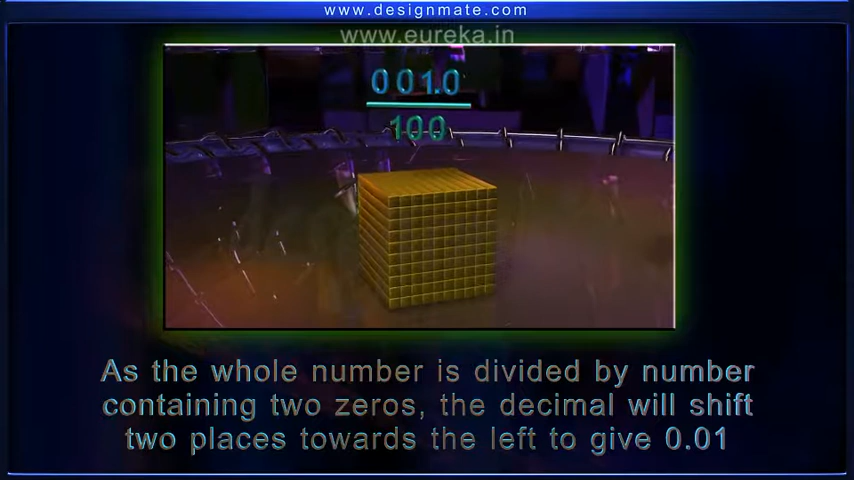 www.designmate.com
www.eureka.in
001.0
100
As the whole number is divided by number
containing two zeros, the decimal will shift
two places towards the left to give 0.01